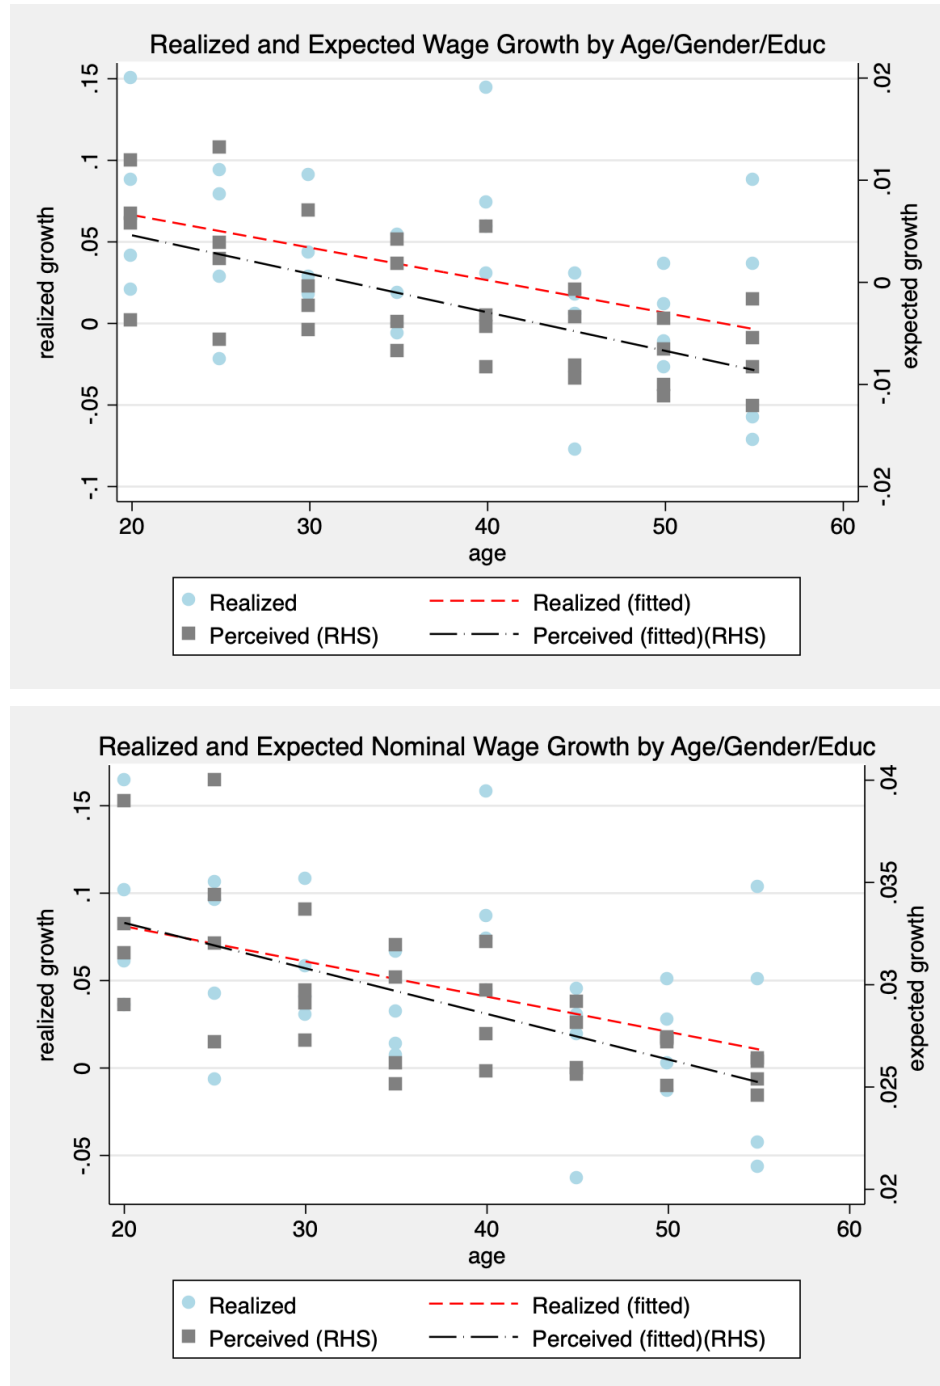 Realized and Expected Wage Growth by Age/Gender/Educ
realized growth
-.1
-.05
0
.05
.1
.15
expected growth
-.02
-.01
0
.01
.02
20 30 40 50 60
age
Realized Realized (fitted)
Perceived (RHS) Perceived (fitted)(RHS)
Realized and Expected Nominal Wage Growth by Age/Gender/Educ
realized growth
-.05
0
.05
.1
.15
expected growth
.02
.025
.03
.035
.04
20 30 40 50 60
age
Realized Realized (fitted)
Perceived (RHS) Perceived (fitted)(RHS)